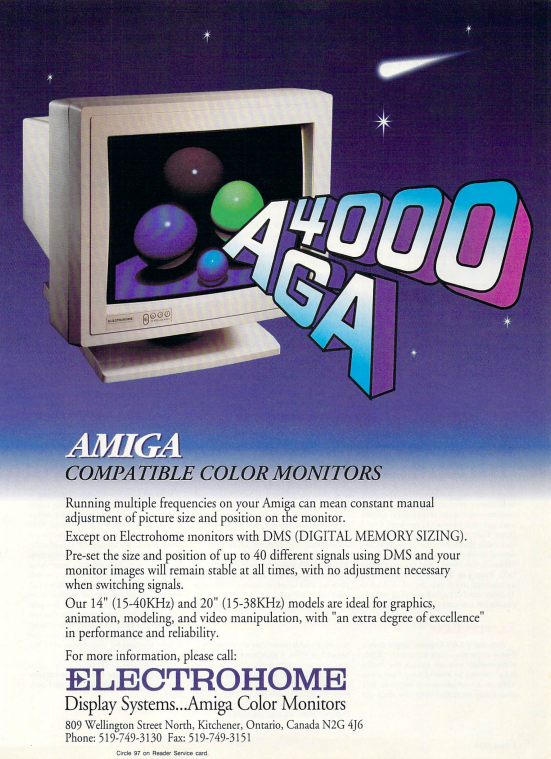 A4000
AGA
ELECTROHOME
AMIGA
COMPATIBLE COLOR MONITORS
Running multiple frequencies on your Amiga can mean constant manual
adjustment of picture size and position on the monitor.
Except on Electrohome monitors with DMS (DIGITAL MEMORY SIZING).
Pre-set the size and position of up to 40 different signals using DMS and your
monitor images will remain stable at all times, with no adjustment necessary
when switching signals.
Our 14" (15-40KHz) and 20" (15-38KHz) models are ideal for graphics,
animation, modeling, and video manipulation, with "an extra degree of excellence"
in performance and reliability.
For more information, please call:
ELECTROHOME
Display Systems...Amiga Color Monitors
809 Wellington Street North, Kitchener, Ontario, Canada N2G 4J6
Phone: 519-749-3130 Fax: 519-749-3151
Circle 97 on Reader Service card.